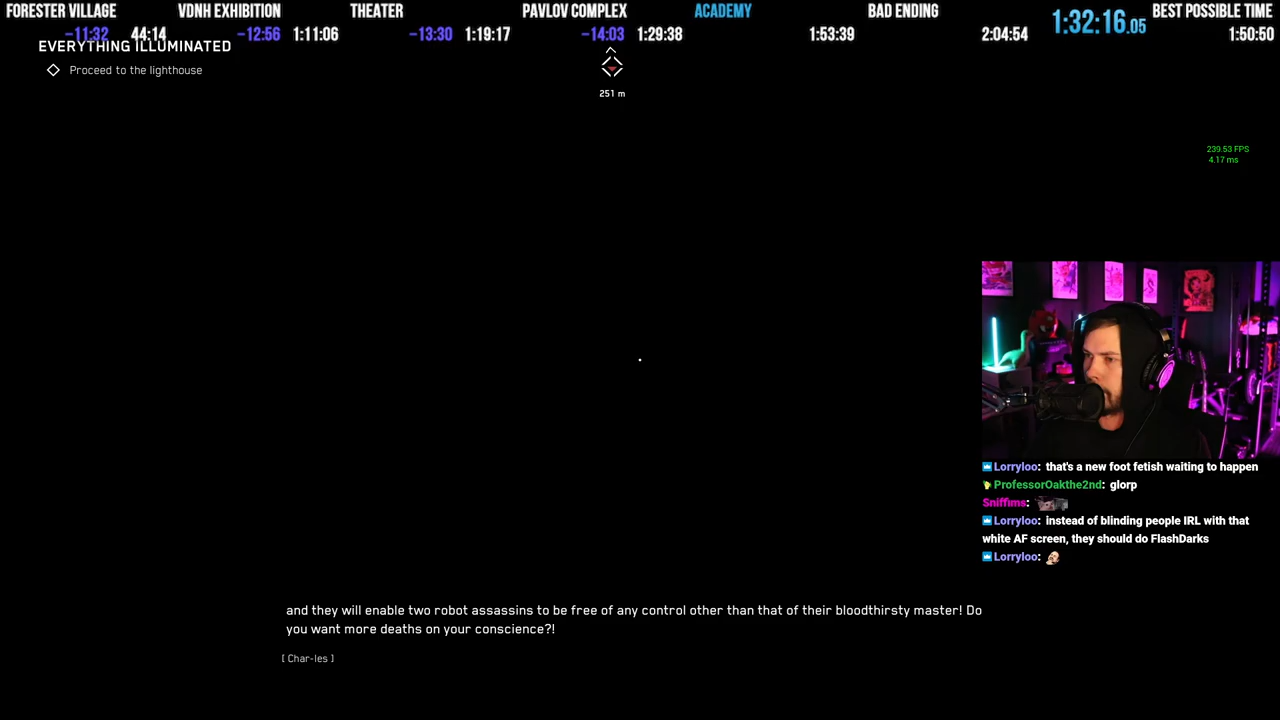 FORESTER VILLAGE VDNH EXHIBITION THEATER PAVLOV COMPLEX ACADEMY BAD ENDING 1:32:16.05 BEST POSSIBLE TIME
-11:32 44:14 -12:56 1:11:06 -13:30 1:19:17 -14:03 1:29:38 1:53:39 2:04:54 1:50:50
EVERYTHING ILLUMINATED
Proceed to the lighthouse
251 m
239.53 FPS
4.17 ms
Lorryloo: that's a new foot fetish waiting to happen
ProfessorOakthe2nd: glorp
Sniffims:
Lorryloo: instead of blinding people IRL with that
white AF screen, they should do FlashDarks
Lorryloo:
and they will enable two robot assassins to be free of any control other than that of their bloodthirsty master! Do
you want more deaths on your conscience?!
[ Char-les ]